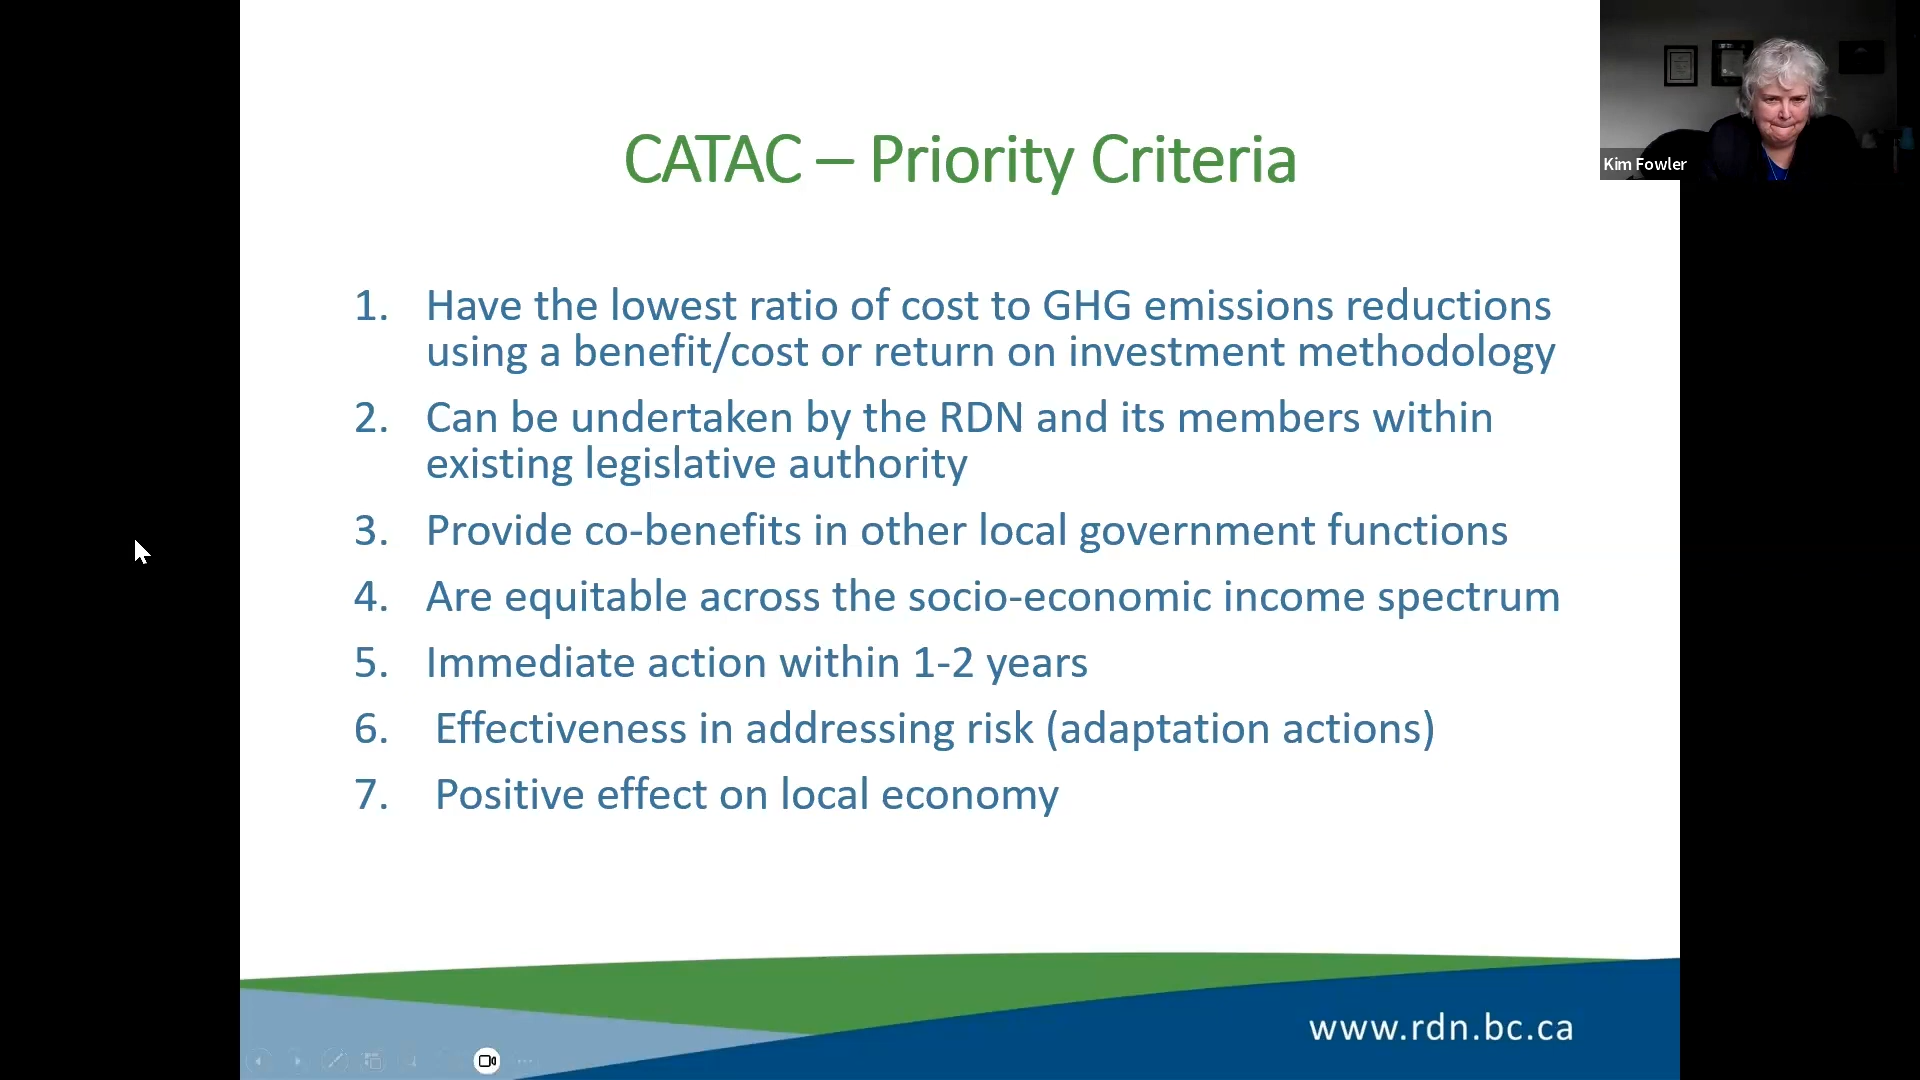 CATAC – Priority Criteria
Kim Fowler
1. Have the lowest ratio of cost to GHG emissions reductions
using a benefit/cost or return on investment methodology
2. Can be undertaken by the RDN and its members within
existing legislative authority
3. Provide co-benefits in other local government functions
4. Are equitable across the socio-economic income spectrum
5. Immediate action within 1-2 years
6. Effectiveness in addressing risk (adaptation actions)
7. Positive effect on local economy
www.rdn.bc.ca